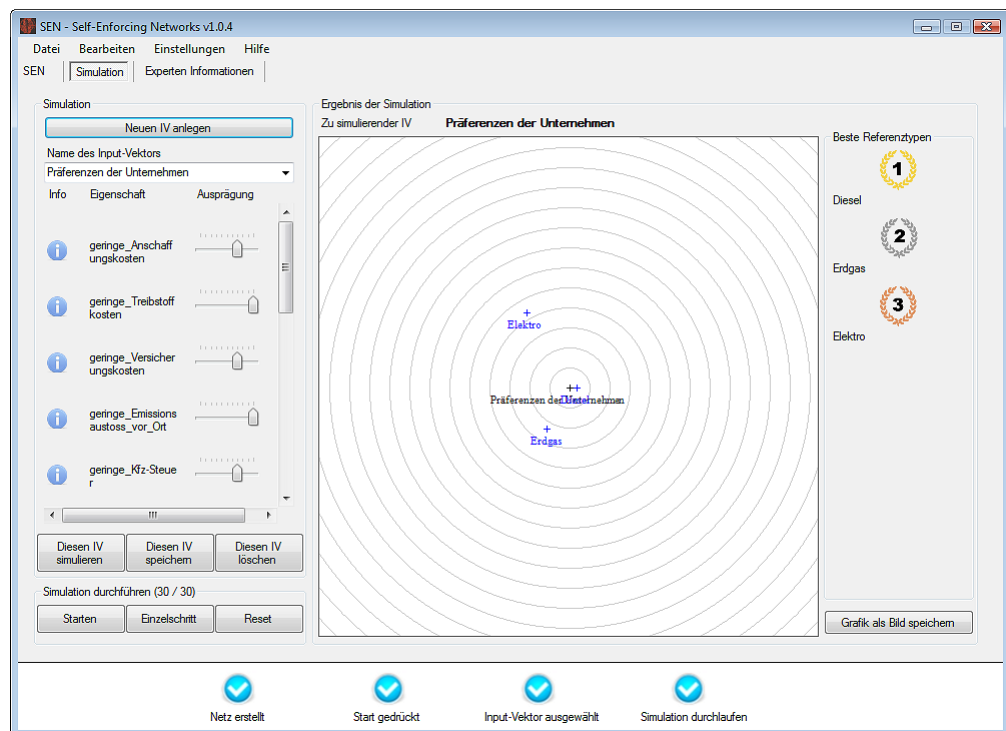 SEN - Self-Enforcing Networks v1.0.4
Datei Bearbeiten Einstellungen Hilfe
SEN Simulation Experten Informationen
Simulation
Neuen IV anlegen
Name des Input-Vektors
Präferenzen der Unternehmen
Info Eigenschaft Ausprägung
geringe_Anschaff
ungskosten
geringe_Treibstoff
kosten
geringe_Versicher
ungskosten
geringe_Emissions
austoss_vor_Ort
geringe_Kfz-Steue
r
Diesen IV
simulieren
Diesen IV
speichern
Diesen IV
löschen
Simulation durchführen (30 / 30)
Starten Einzelschritt Reset
Ergebnis der Simulation
Zu simulierender IV Präferenzen der Unternehmen
Elektro
Präferenzen der Unternehmen
Diesel
Erdgas
Beste Referenztypen
1
Diesel
2
Erdgas
3
Elektro
Grafik als Bild speichern
Netz erstellt Start gedrückt Input-Vektor ausgewählt Simulation durchlaufen